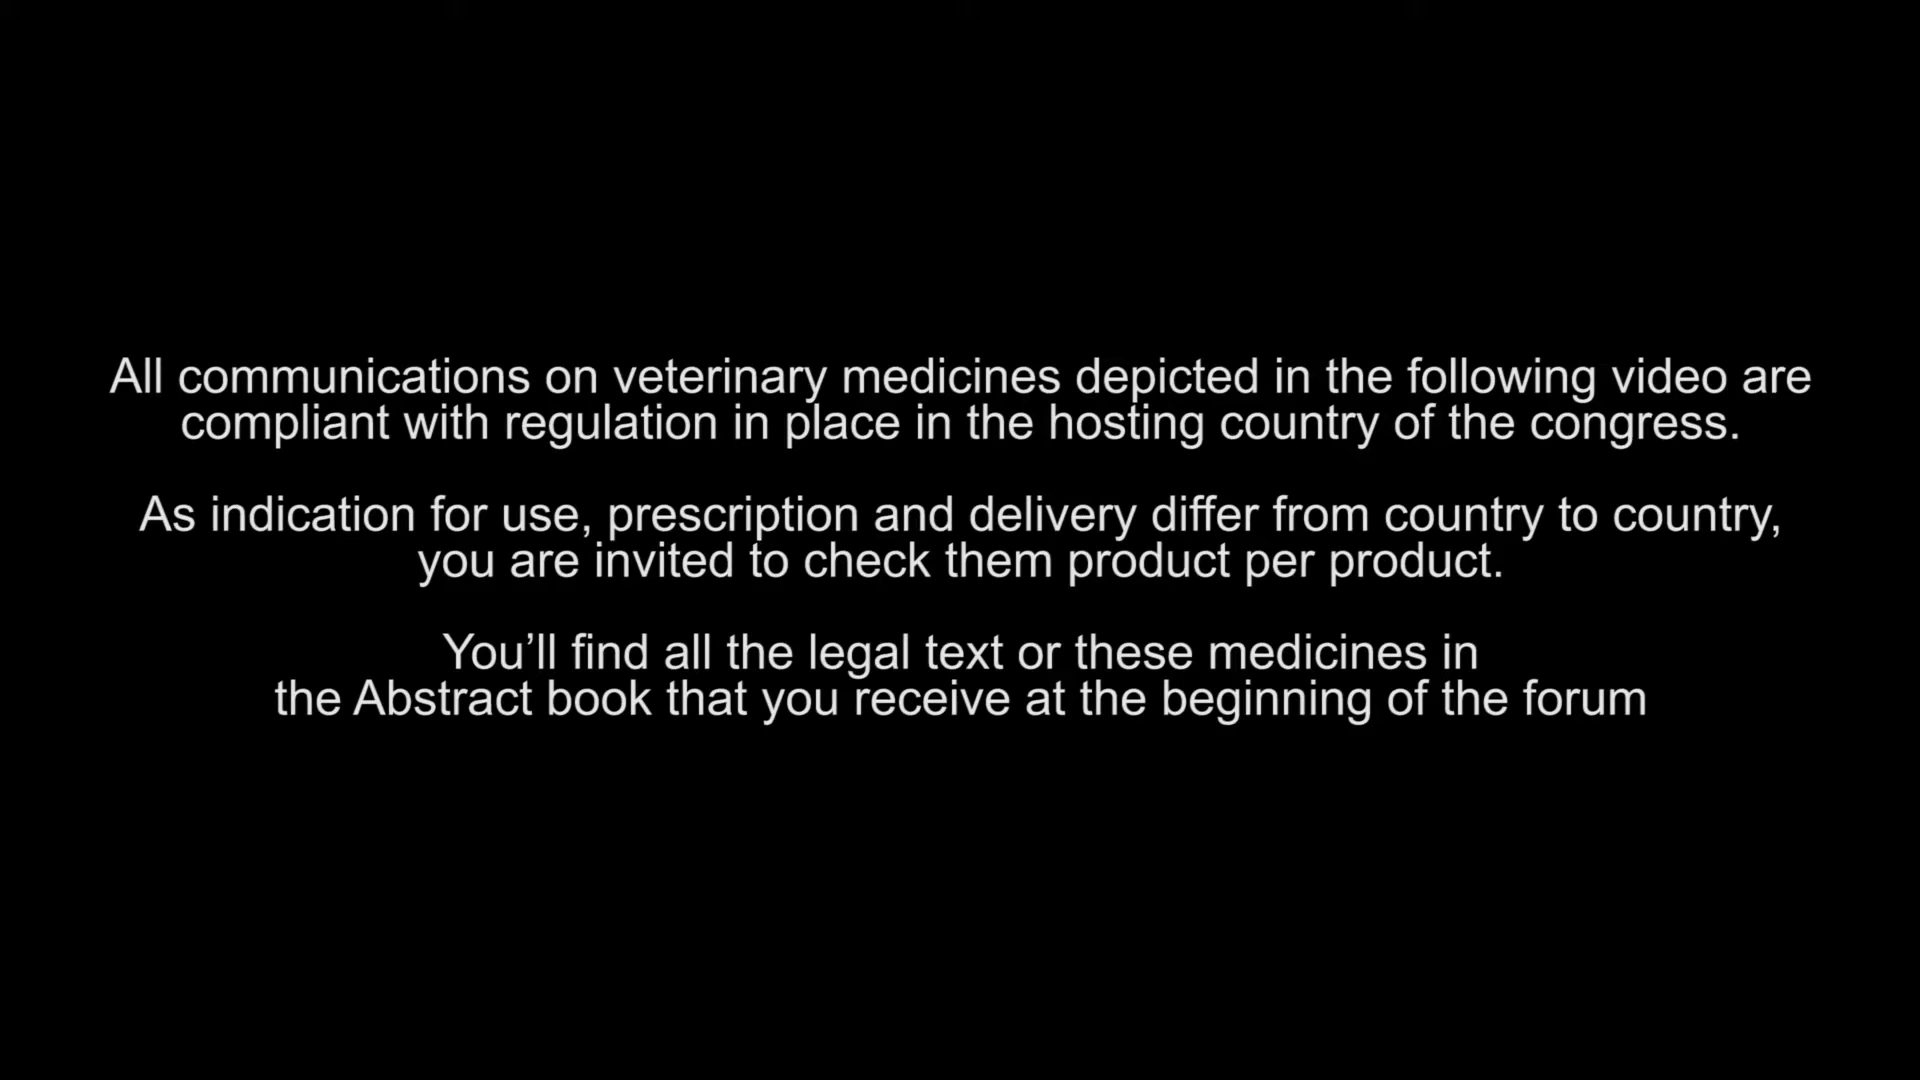 All communications on veterinary medicines depicted in the following video are
compliant with regulation in place in the hosting country of the congress.
As indication for use, prescription and delivery differ from country to country,
you are invited to check them product per product.
You’ll find all the legal text or these medicines in
the Abstract book that you receive at the beginning of the forum